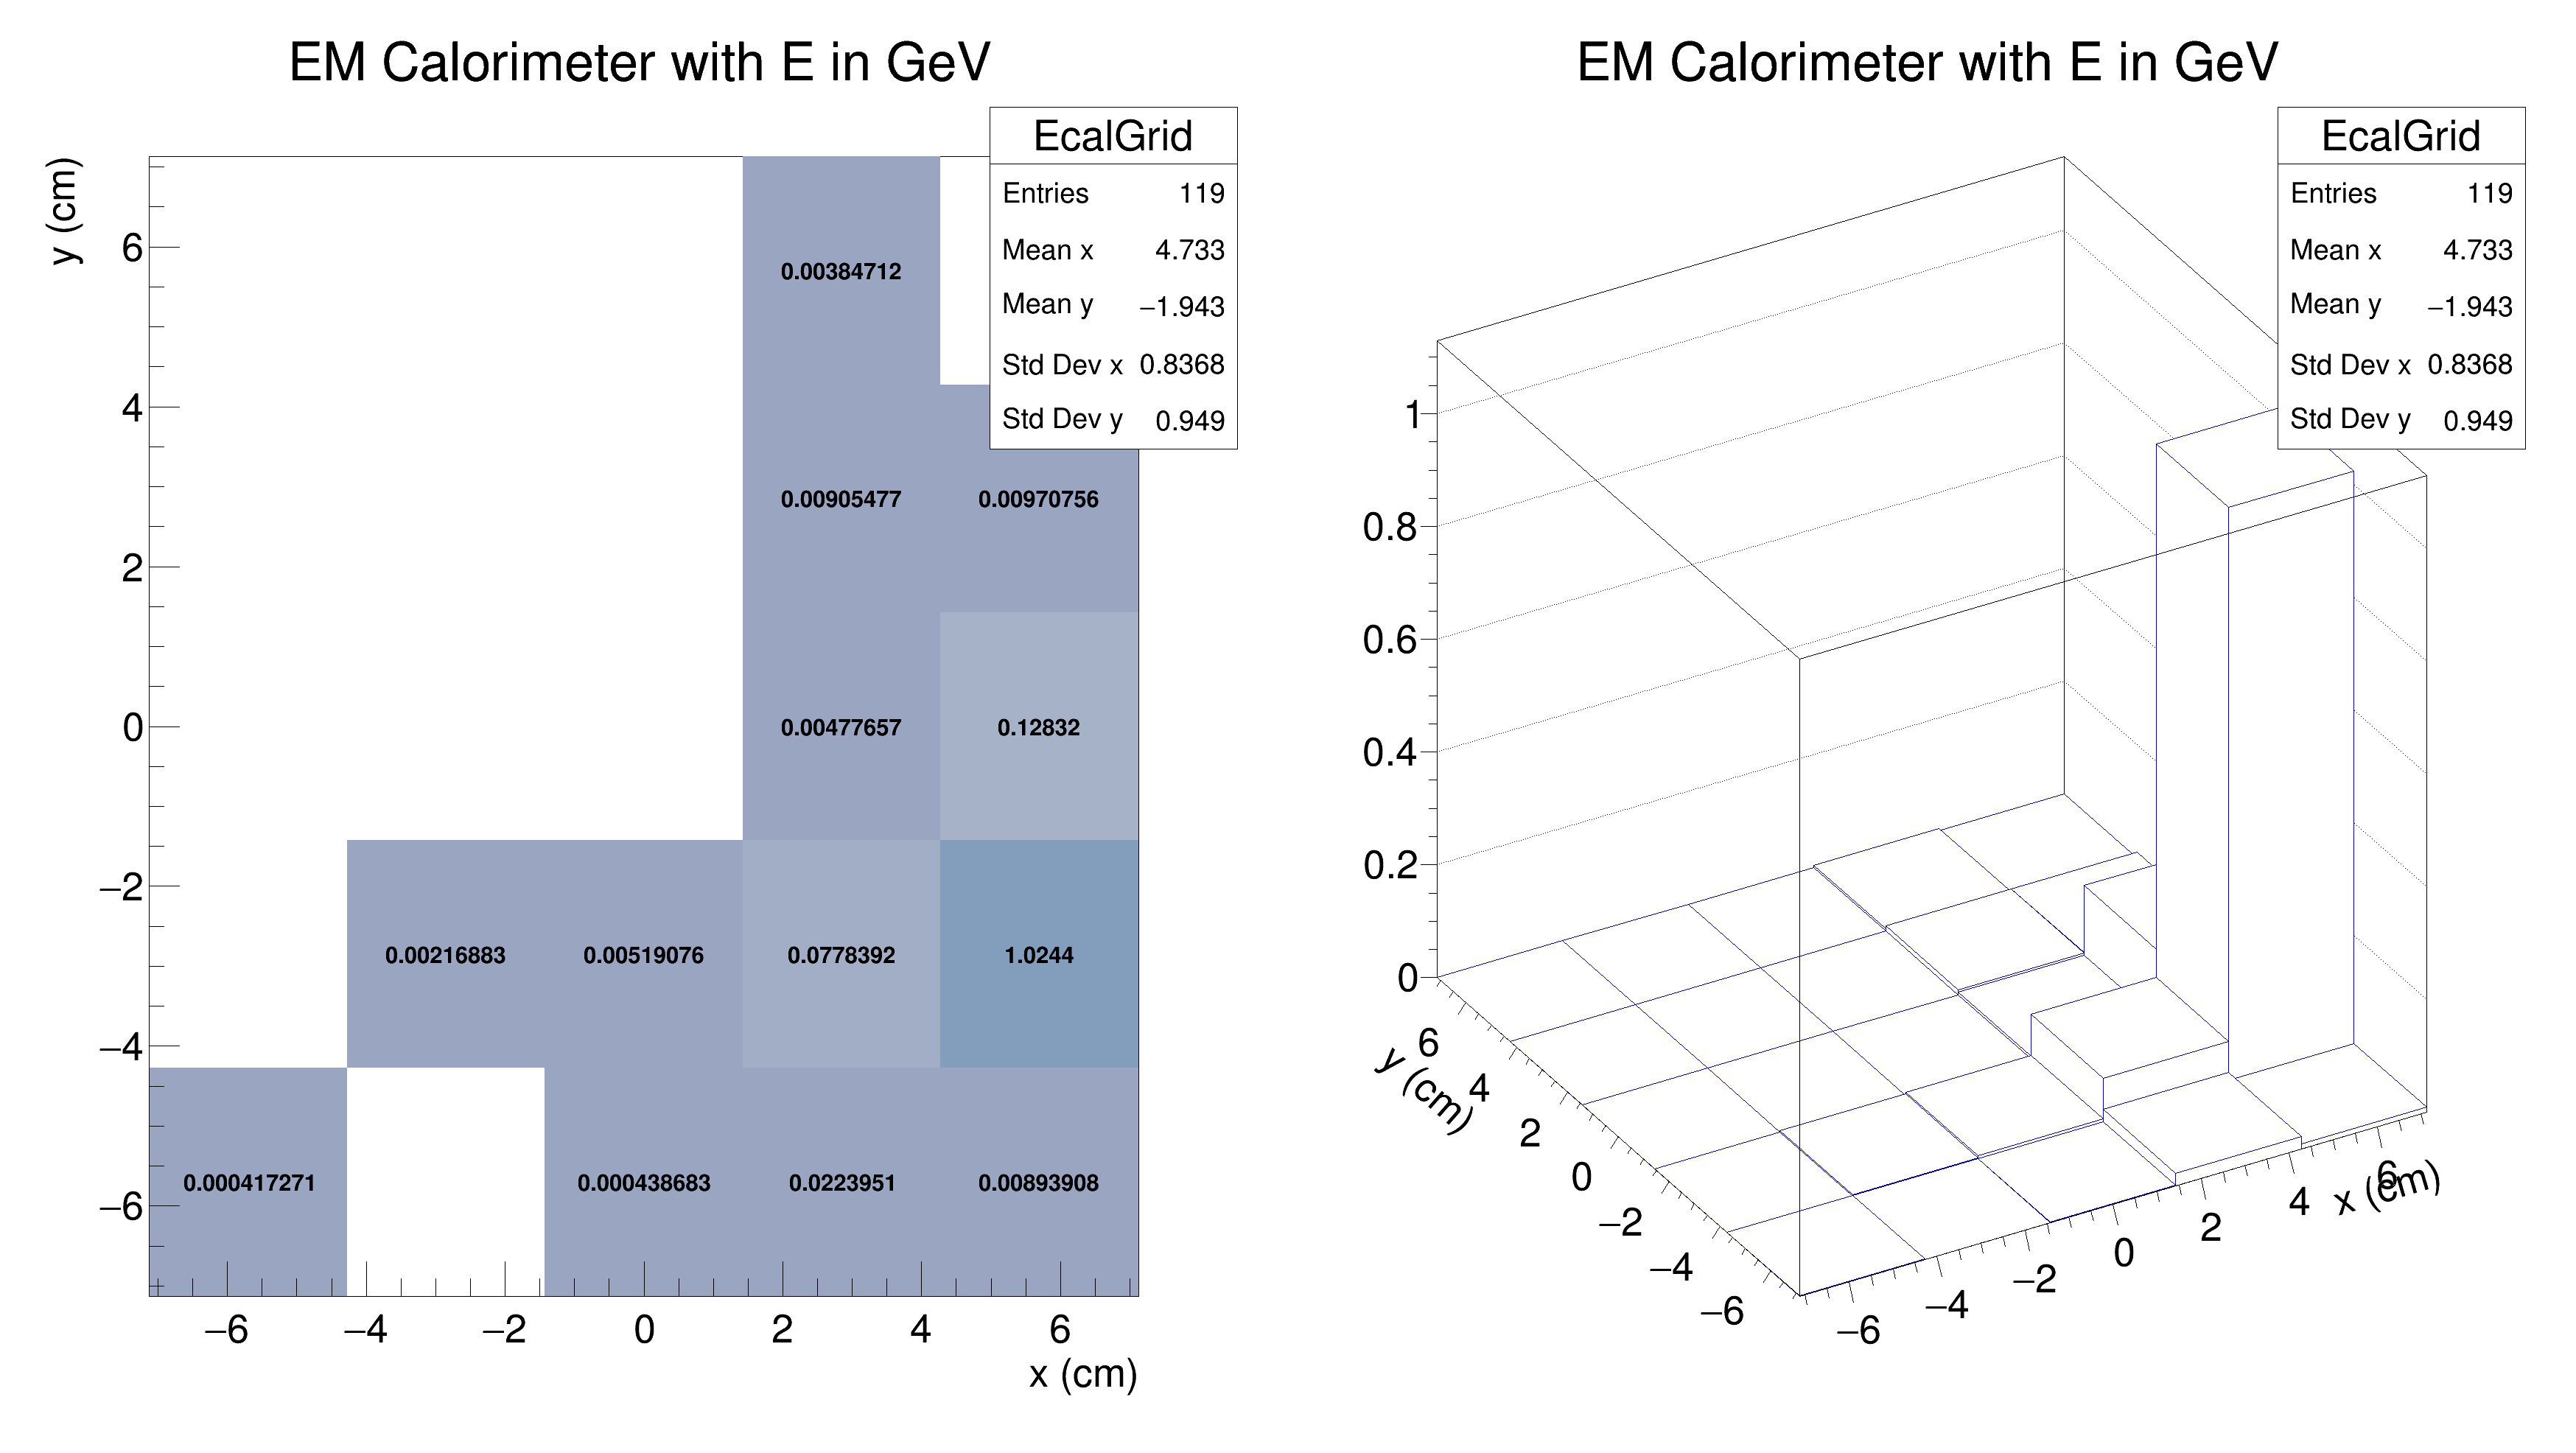 EM Calorimeter with E in GeV
EcalGrid
Entries 119
Mean x 4.733
Mean y −1.943
Std Dev x 0.8368
Std Dev y 0.949
y (cm)
6
4
2
0
−2
−4
−6
0.00384712
0.00905477 0.00970756
0.00477657 0.12832
0.00216883 0.00519076 0.0778392 1.0244
0.000417271 0.000438683 0.0223951 0.00893908
−6 −4 −2 0 2 4 6
x (cm)
EM Calorimeter with E in GeV
EcalGrid
Entries 119
Mean x 4.733
Mean y −1.943
Std Dev x 0.8368
Std Dev y 0.949
1
0.8
0.6
0.4
0.2
0
6
4
2
0
−2
−4
−6
y (cm)
−6
−4
−2
0
2
4
6
x (cm)